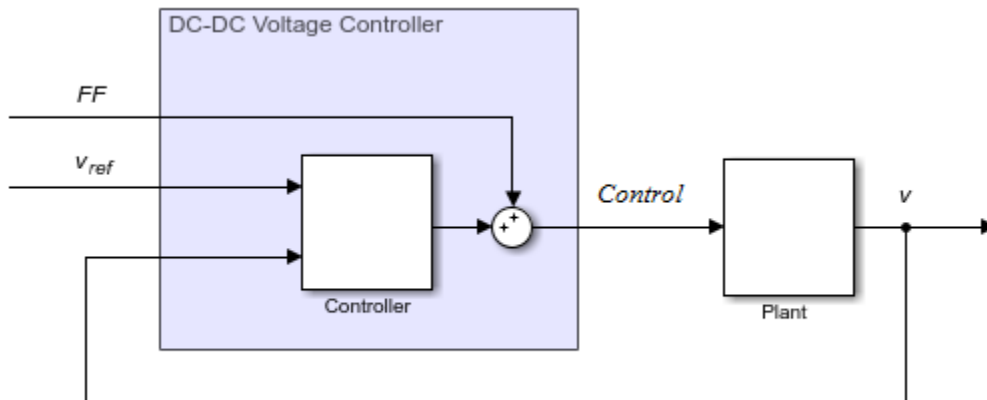 DC-DC Voltage Controller
FF
v_ref
Control
v
Controller
Plant